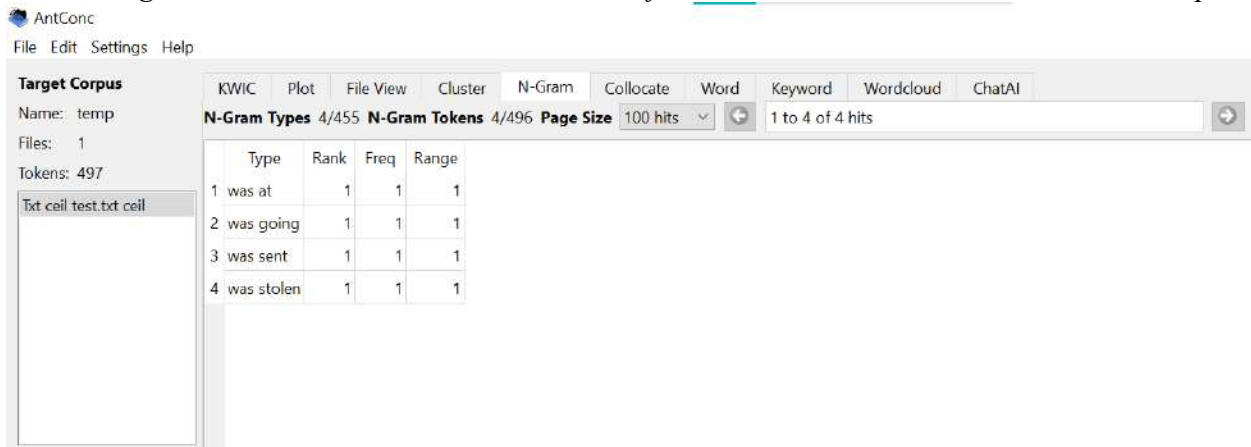 AntConc
File Edit Settings Help
Target Corpus
Name: temp
Files: 1
Tokens: 497
Txt ceil test.txt ceil
KWIC Plot File View Cluster N-Gram Collocate Word Keyword Wordcloud ChatAI
N-Gram Types 4/455 N-Gram Tokens 4/496 Page Size 100 hits 1 to 4 of 4 hits
Type Rank Freq Range
1 was at 1 1 1
2 was going 1 1 1
3 was sent 1 1 1
4 was stolen 1 1 1